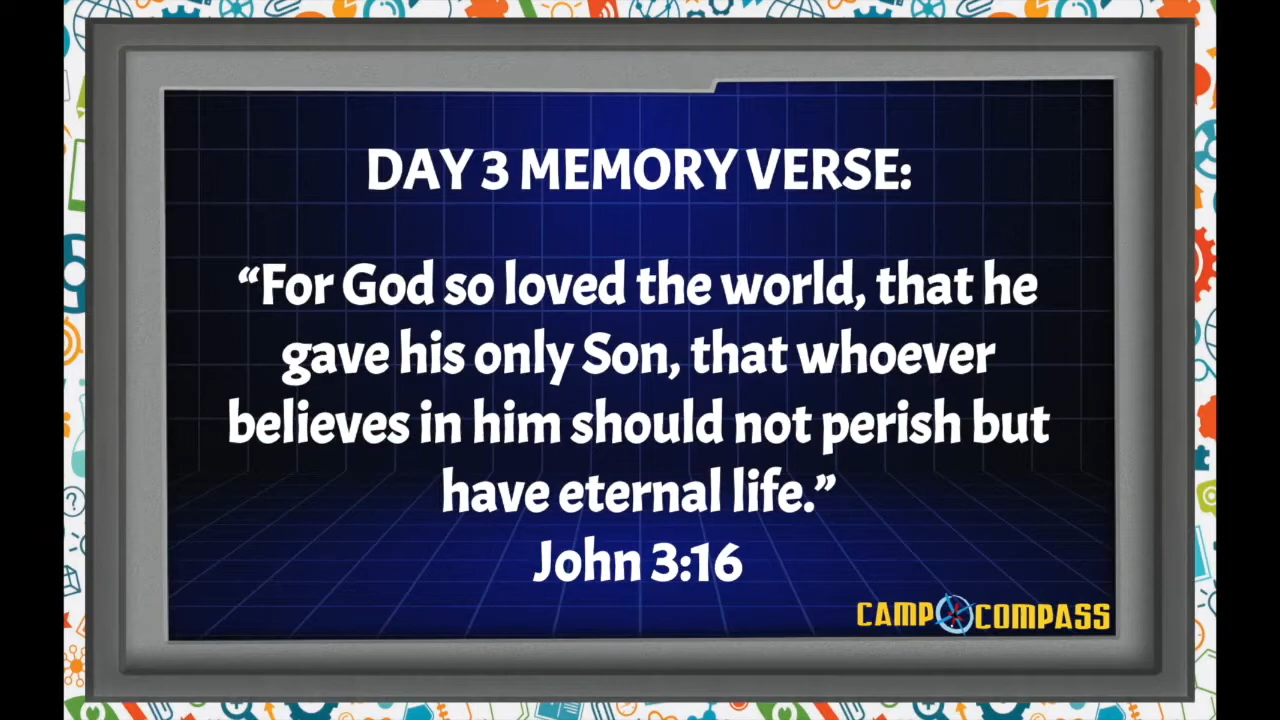 DAY 3 MEMORY VERSE:
“For God so loved the world, that he
gave his only Son, that whoever
believes in him should not perish but
have eternal life.”
John 3:16
CAMP COMPASS